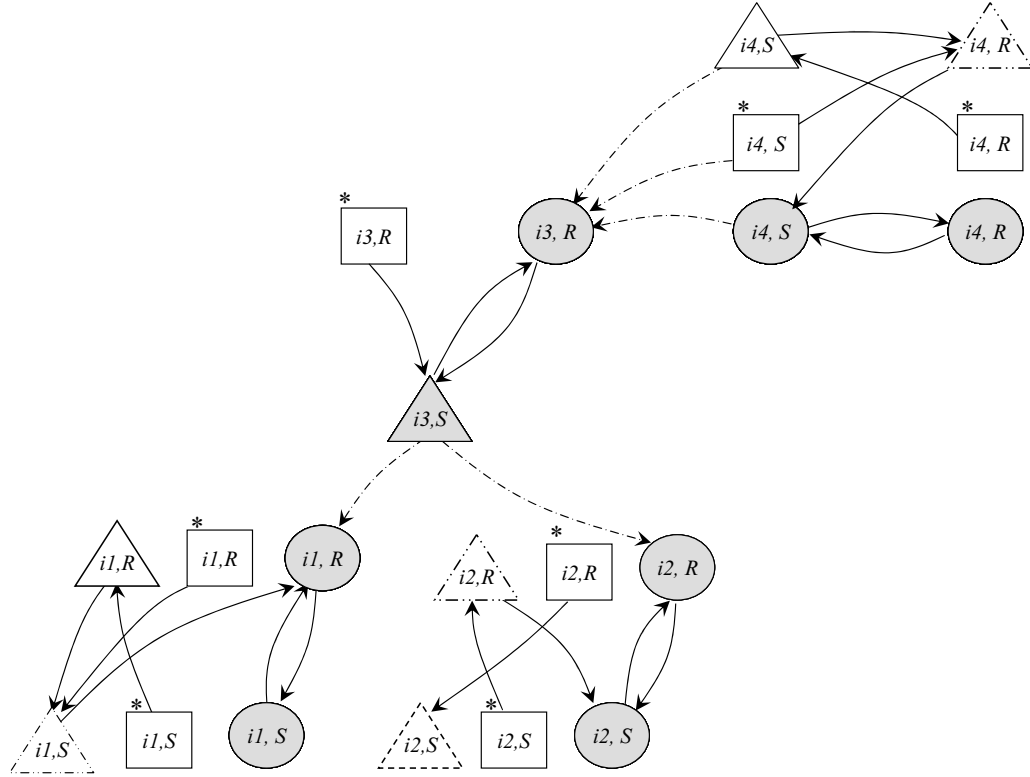 i4,S
i4, R
*
i4, S
*
i4, R
*
i3,R
i3, R
i4, S
i4, R
i3,S
i1,R
*
i1,R
i1, R
i2,R
*
i2,R
i2, R
i1,S
*
i1,S
i1, S
i2,S
*
i2,S
i2, S